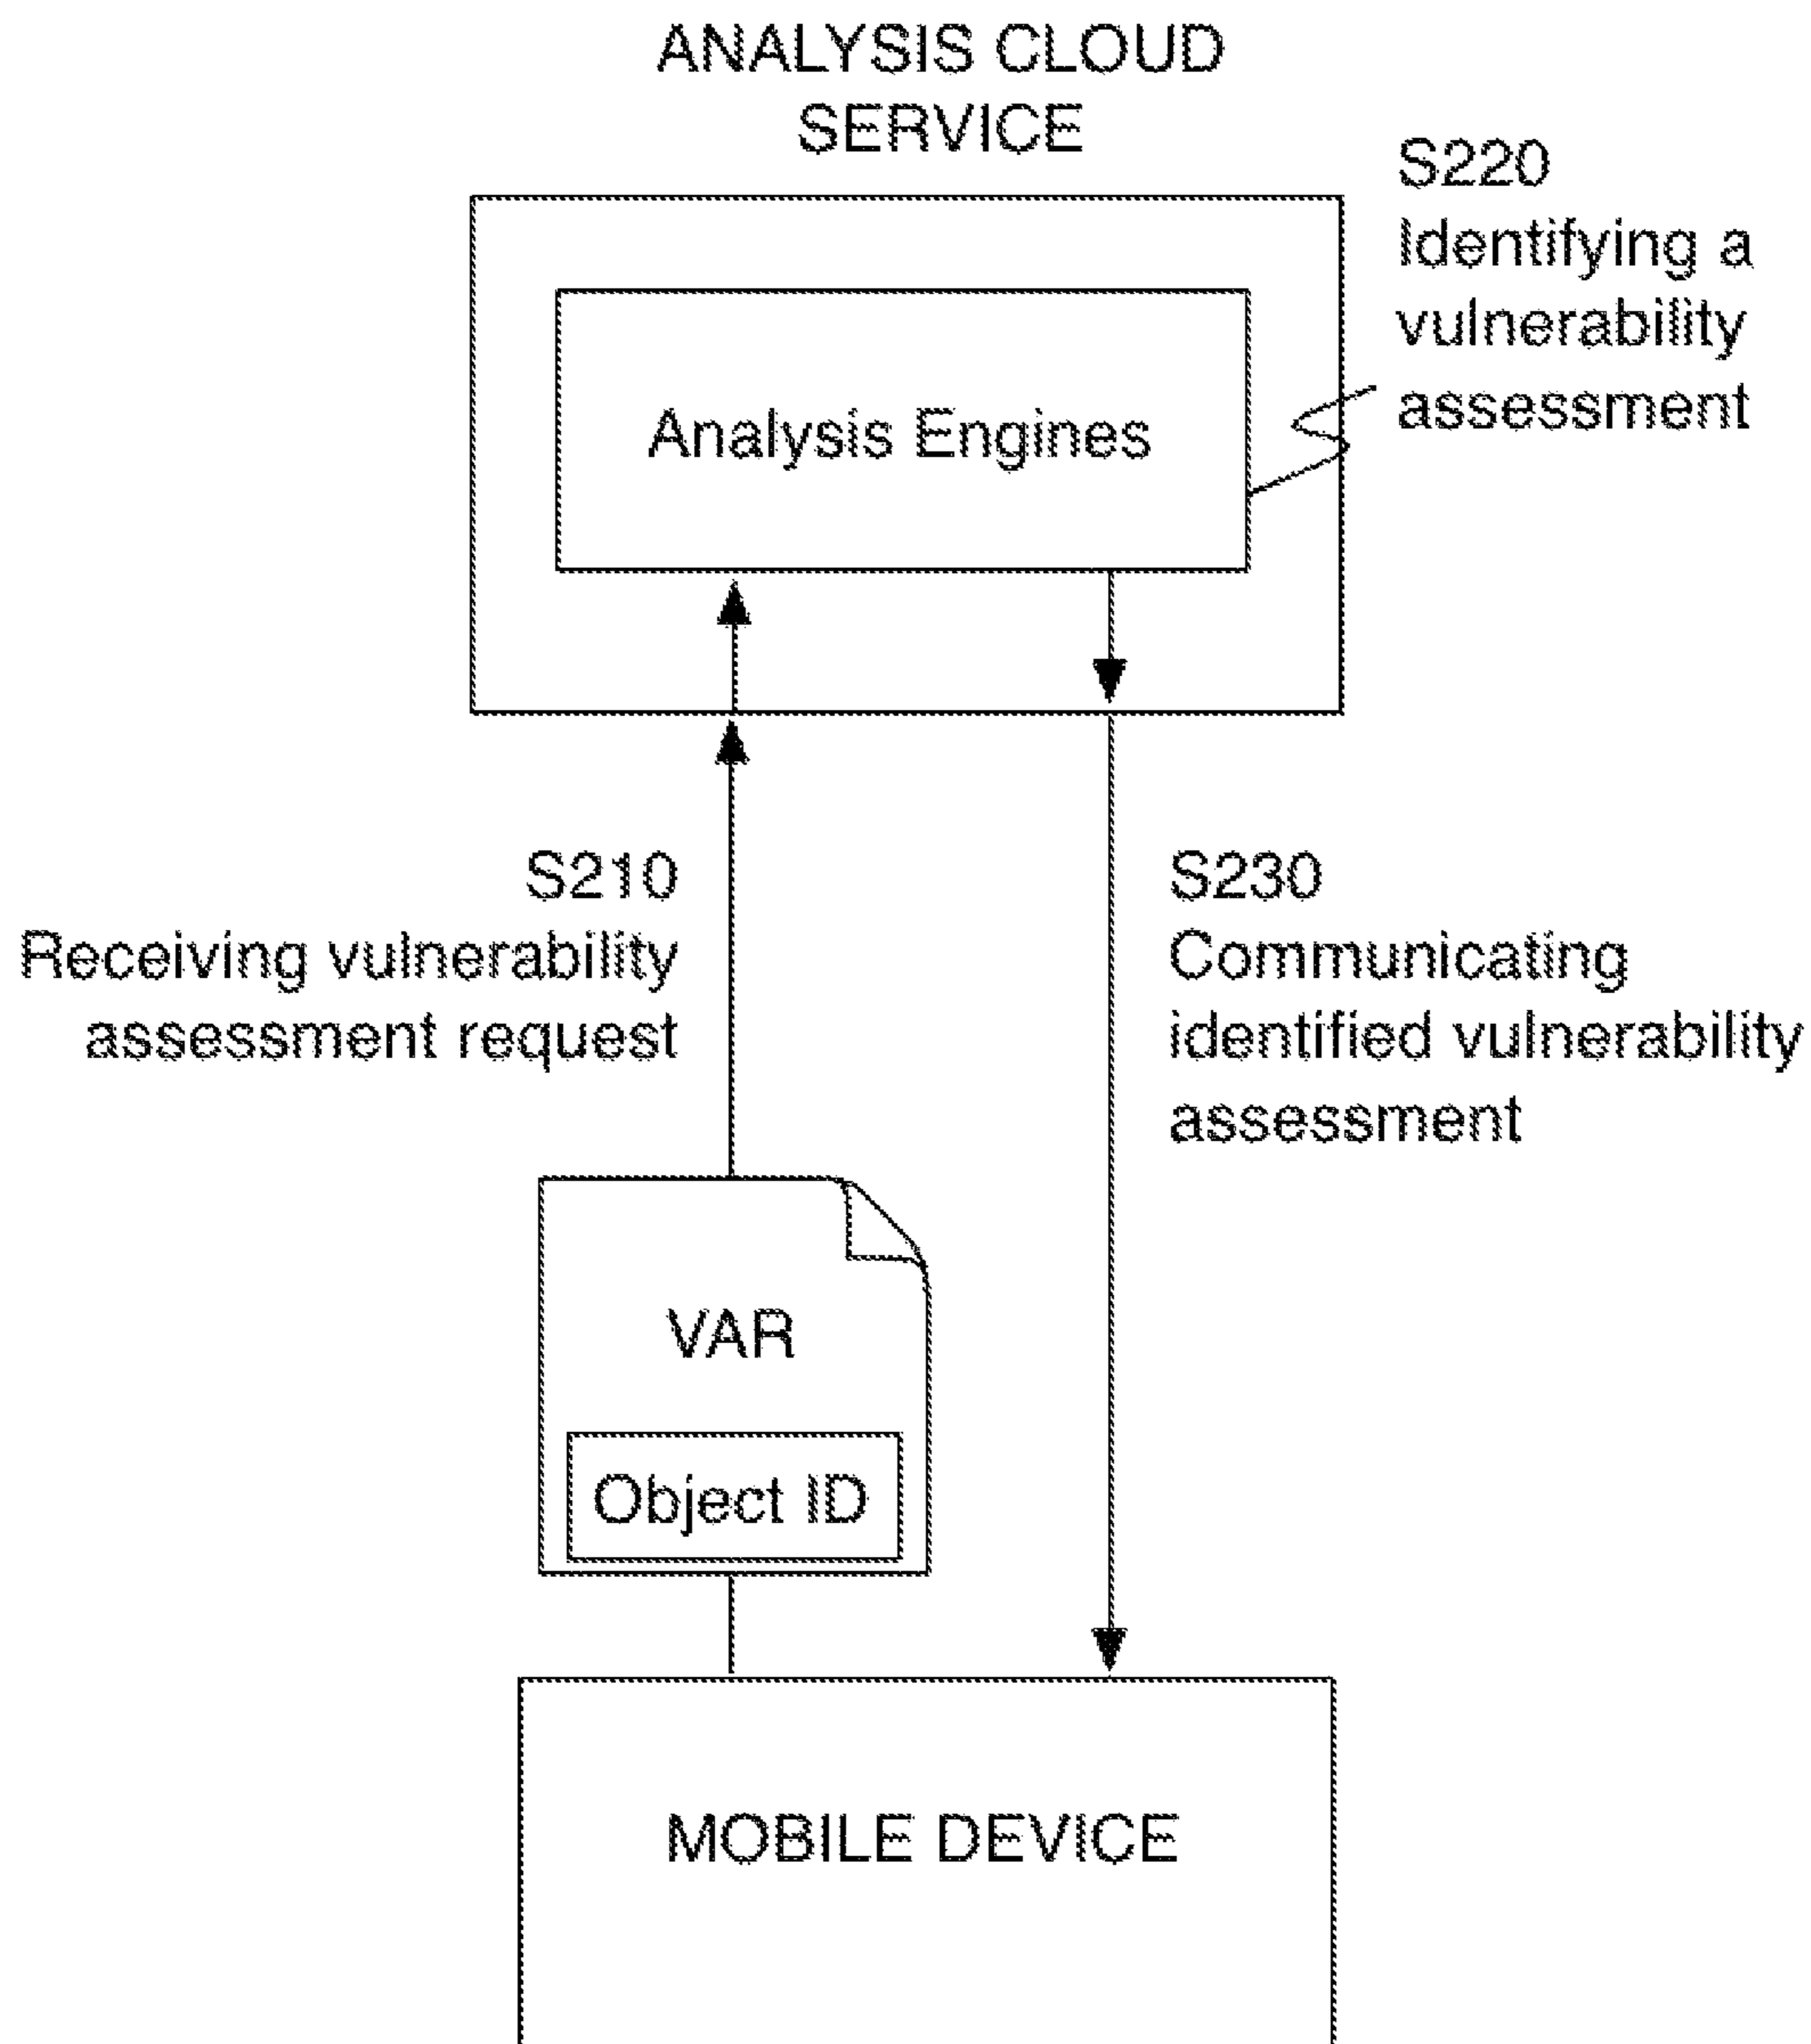 ANALYSIS CLOUD
SERVICE
S220
Identifying a
vulnerability
assessment
Analysis Engines
S210
Receiving vulnerability
assessment request
S230
Communicating
identified vulnerability
assessment
VAR
Object ID
MOBILE DEVICE